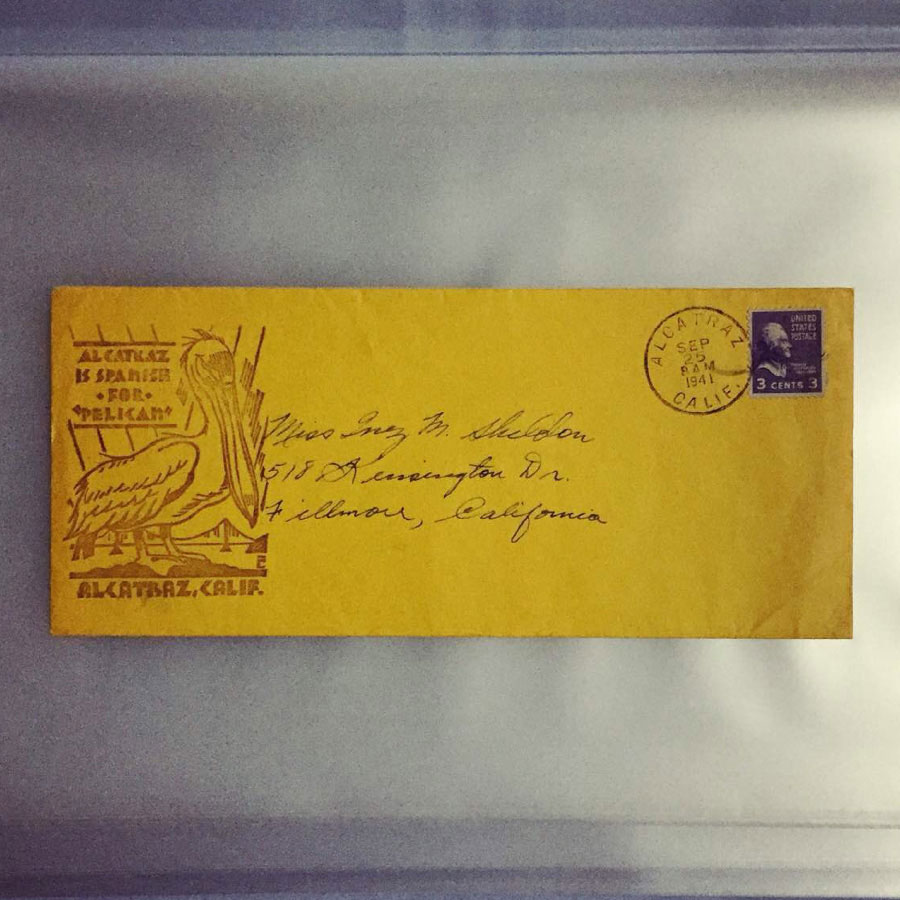 ALCATRAZ
IS SPANISH
• FOR •
"PELICAN"
ALCATRAZ, CALIF.
Miss Inez M. Sheldon
518 Kensington Dr.
Fillmore, California
ALCATRAZ
SEP
25
8 AM
1941
CALIF.
UNITED
STATES
POSTAGE
3 CENTS 3